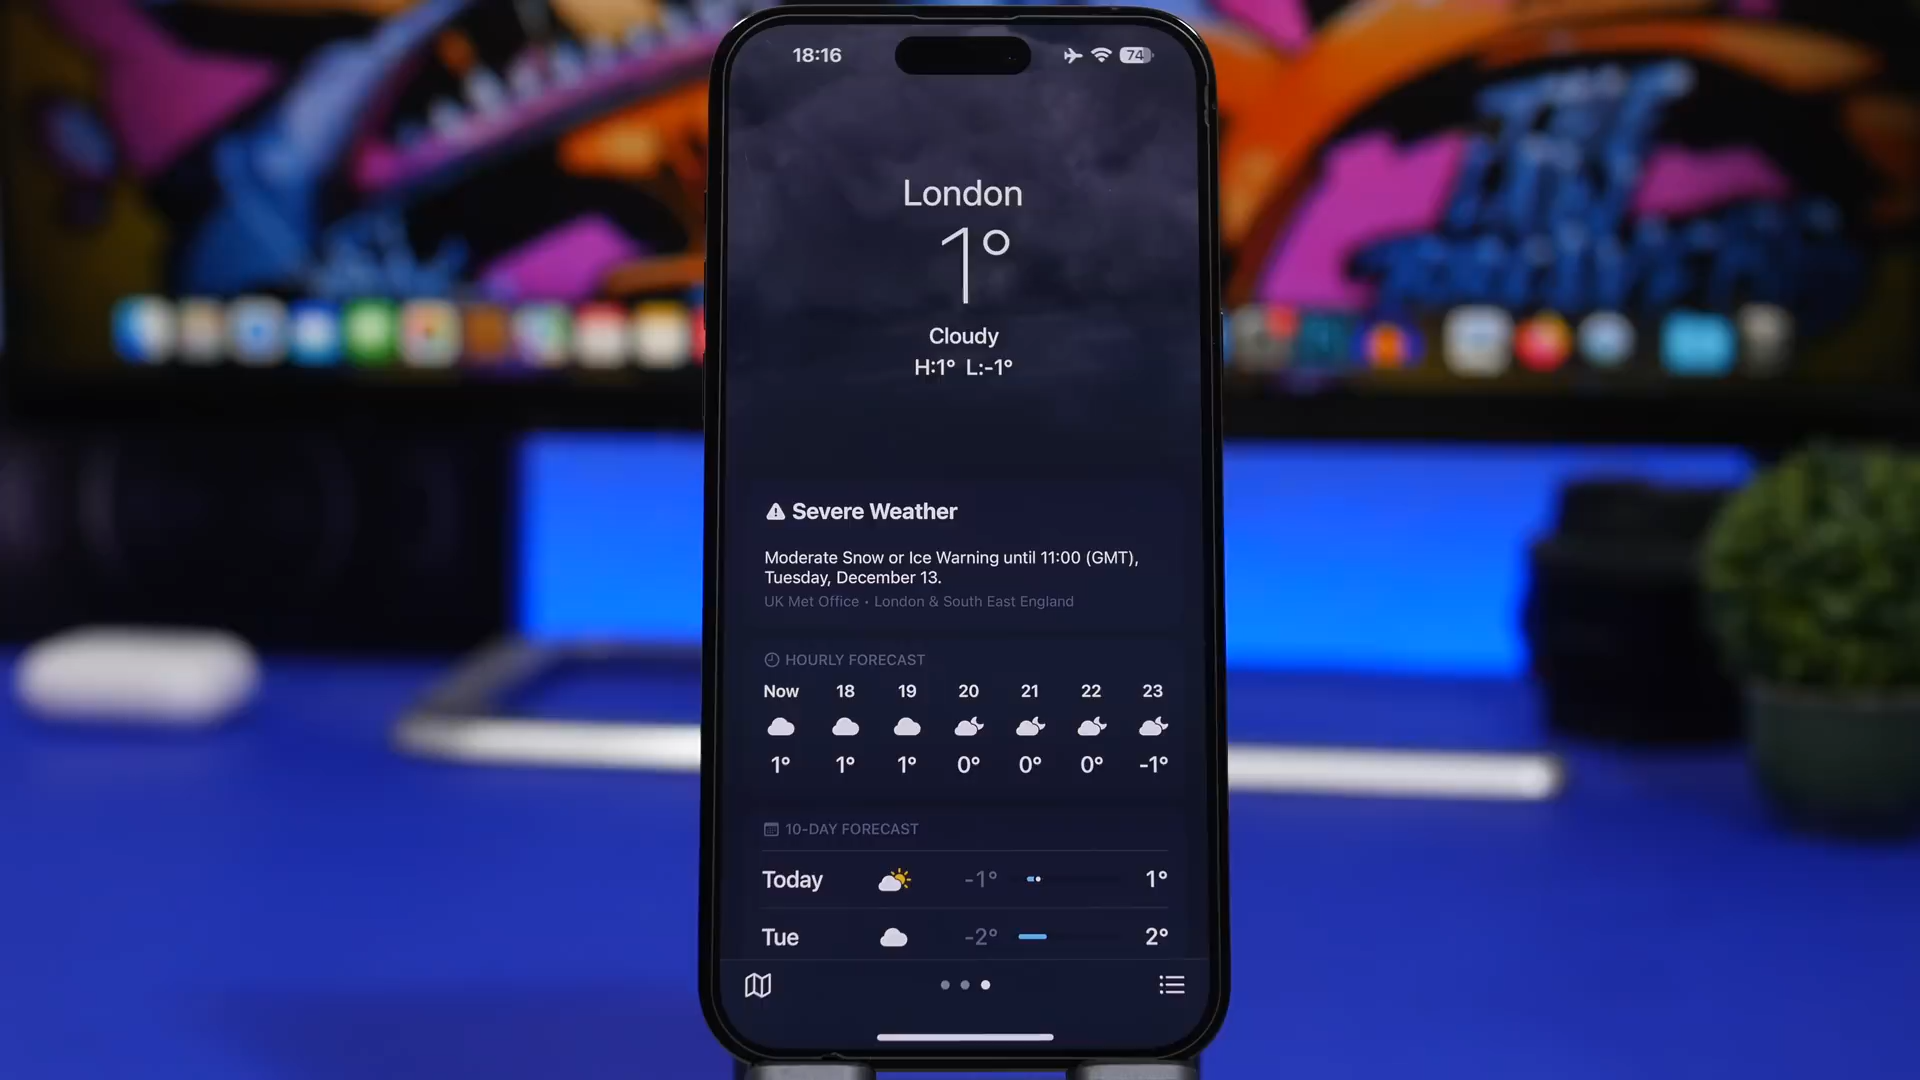 18:16
74
London
1°
Cloudy
H:1° L:-1°
Severe Weather
Moderate Snow or Ice Warning until 11:00 (GMT),
Tuesday, December 13.
UK Met Office • London & South East England
HOURLY FORECAST
Now 18 19 20 21 22 23
1° 1° 1° 0° 0° 0° -1°
10-DAY FORECAST
Today -1° 1°
Tue -2° 2°